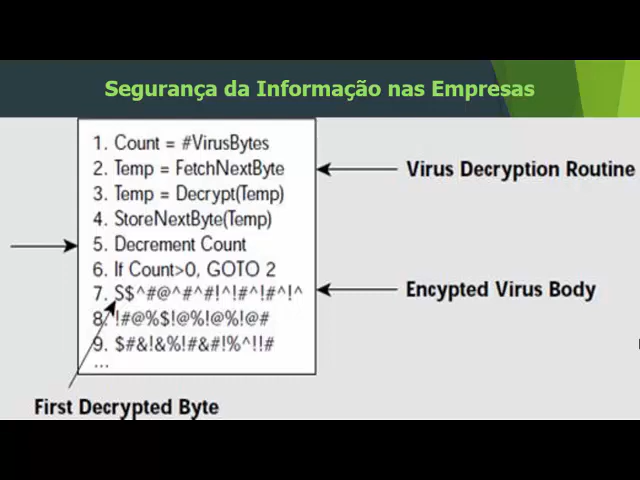 Segurança da Informação nas Empresas
1. Count = #VirusBytes
2. Temp = FetchNextByte
Virus Decryption Routine
3. Temp = Decrypt(Temp)
4. StoreNextByte(Temp)
5. Decrement Count
6. If Count>0, GOTO 2
7. S$^#@^#^#!^!#^!#^!^
Encypted Virus Body
8. !#@%$!@%!@%!@#
9. $#&!&%!#&#!%^!!#
...
First Decrypted Byte